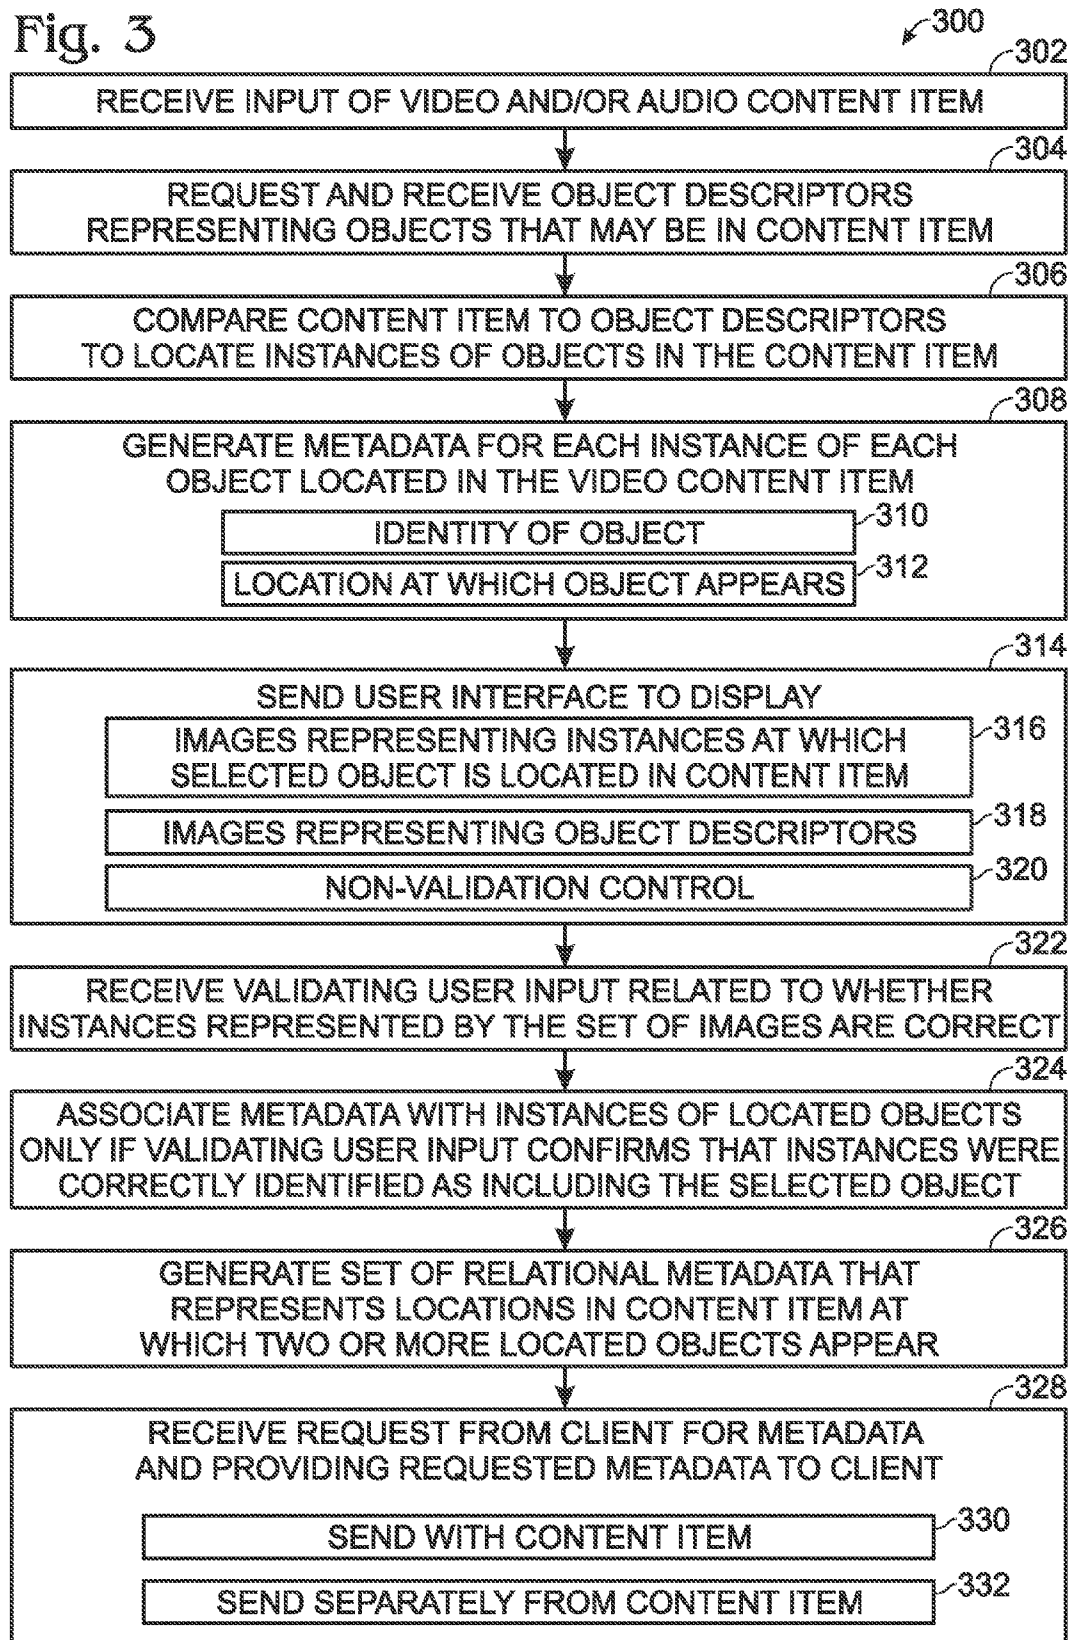 Fig. 3
300
302
RECEIVE INPUT OF VIDEO AND/OR AUDIO CONTENT ITEM
304
REQUEST AND RECEIVE OBJECT DESCRIPTORS
REPRESENTING OBJECTS THAT MAY BE IN CONTENT ITEM
306
COMPARE CONTENT ITEM TO OBJECT DESCRIPTORS
TO LOCATE INSTANCES OF OBJECTS IN THE CONTENT ITEM
308
GENERATE METADATA FOR EACH INSTANCE OF EACH
OBJECT LOCATED IN THE VIDEO CONTENT ITEM
310
IDENTITY OF OBJECT
312
LOCATION AT WHICH OBJECT APPEARS
314
SEND USER INTERFACE TO DISPLAY
316
IMAGES REPRESENTING INSTANCES AT WHICH
SELECTED OBJECT IS LOCATED IN CONTENT ITEM
318
IMAGES REPRESENTING OBJECT DESCRIPTORS
320
NON-VALIDATION CONTROL
322
RECEIVE VALIDATING USER INPUT RELATED TO WHETHER
INSTANCES REPRESENTED BY THE SET OF IMAGES ARE CORRECT
324
ASSOCIATE METADATA WITH INSTANCES OF LOCATED OBJECTS
ONLY IF VALIDATING USER INPUT CONFIRMS THAT INSTANCES WERE
CORRECTLY IDENTIFIED AS INCLUDING THE SELECTED OBJECT
326
GENERATE SET OF RELATIONAL METADATA THAT
REPRESENTS LOCATIONS IN CONTENT ITEM AT
WHICH TWO OR MORE LOCATED OBJECTS APPEAR
328
RECEIVE REQUEST FROM CLIENT FOR METADATA
AND PROVIDING REQUESTED METADATA TO CLIENT
330
SEND WITH CONTENT ITEM
332
SEND SEPARATELY FROM CONTENT ITEM